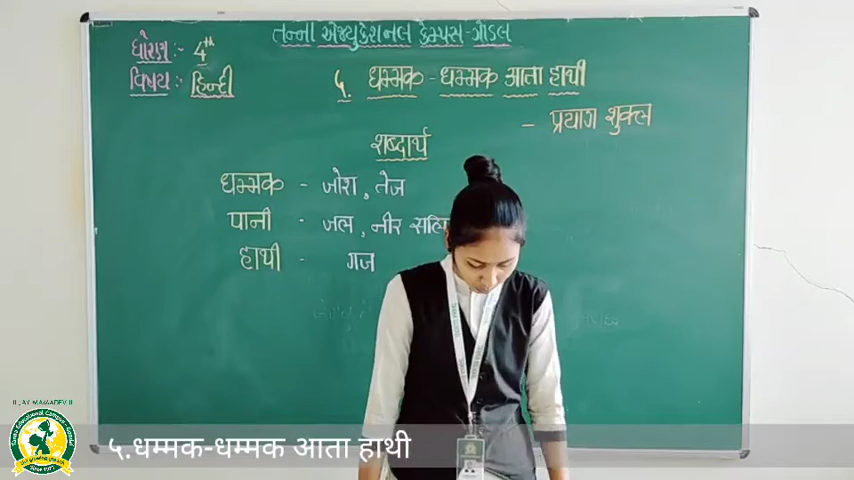 તન્ના એજ્યુકેશનલ કેમ્પસ-ગોંડલ
ધોરણ :- 4th
વિષય :- हिन्दी
५. धम्मक-धम्मक आता हाथी
- प्रयाग शुक्ल
शब्दार्थ
धम्मक - जोश, तेज
पानी - जल, नीर
हाथी - गज
५.धम्मक-धम्मक आता हाथी